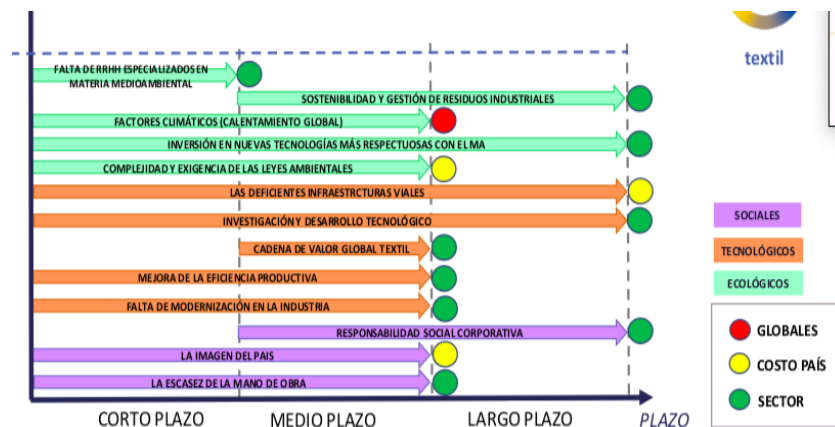 textil
FALTA DE RRHH ESPECIALIZADOS EN
MATERIA MEDIOAMBIENTAL
SOSTENIBILIDAD Y GESTIÓN DE RESIDUOS INDUSTRIALES
FACTORES CLIMÁTICOS (CALENTAMIENTO GLOBAL)
INVERSIÓN EN NUEVAS TECNOLOGÍAS MÁS RESPECTUOSAS CON EL MA
COMPLEJIDAD Y EXIGENCIA DE LAS LEYES AMBIENTALES
LAS DEFICIENTES INFRAESTRCTURAS VIALES
INVESTIGACIÓN Y DESARROLLO TECNOLÓGICO
CADENA DE VALOR GLOBAL TEXTIL
MEJORA DE LA EFICIENCIA PRODUCTIVA
FALTA DE MODERNIZACIÓN EN LA INDUSTRIA
RESPONSABILIDAD SOCIAL CORPORATIVA
LA IMAGEN DEL PAIS
LA ESCASEZ DE LA MANO DE OBRA
CORTO PLAZO MEDIO PLAZO LARGO PLAZO PLAZO
SOCIALES
TECNOLÓGICOS
ECOLÓGICOS
GLOBALES
COSTO PAÍS
SECTOR